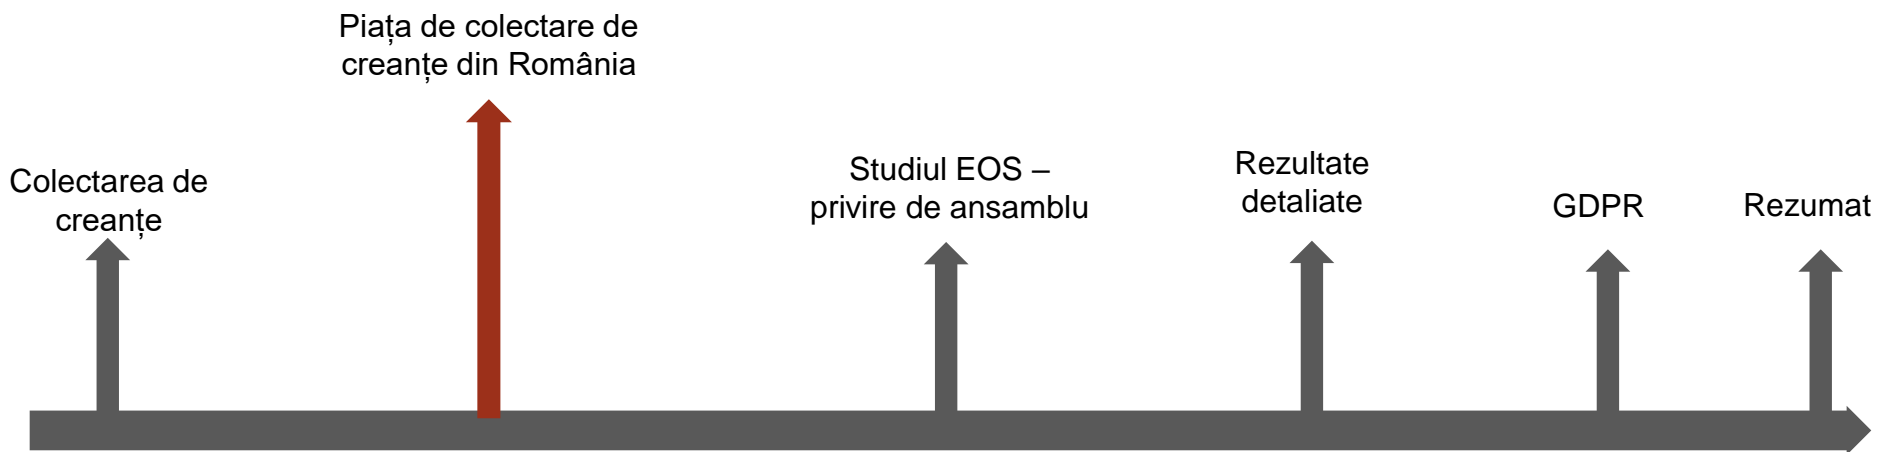 Piața de colectare de
creanțe din România
Colectarea de
creanțe
Studiul EOS –
privire de ansamblu
Rezultate
detaliate
GDPR
Rezumat